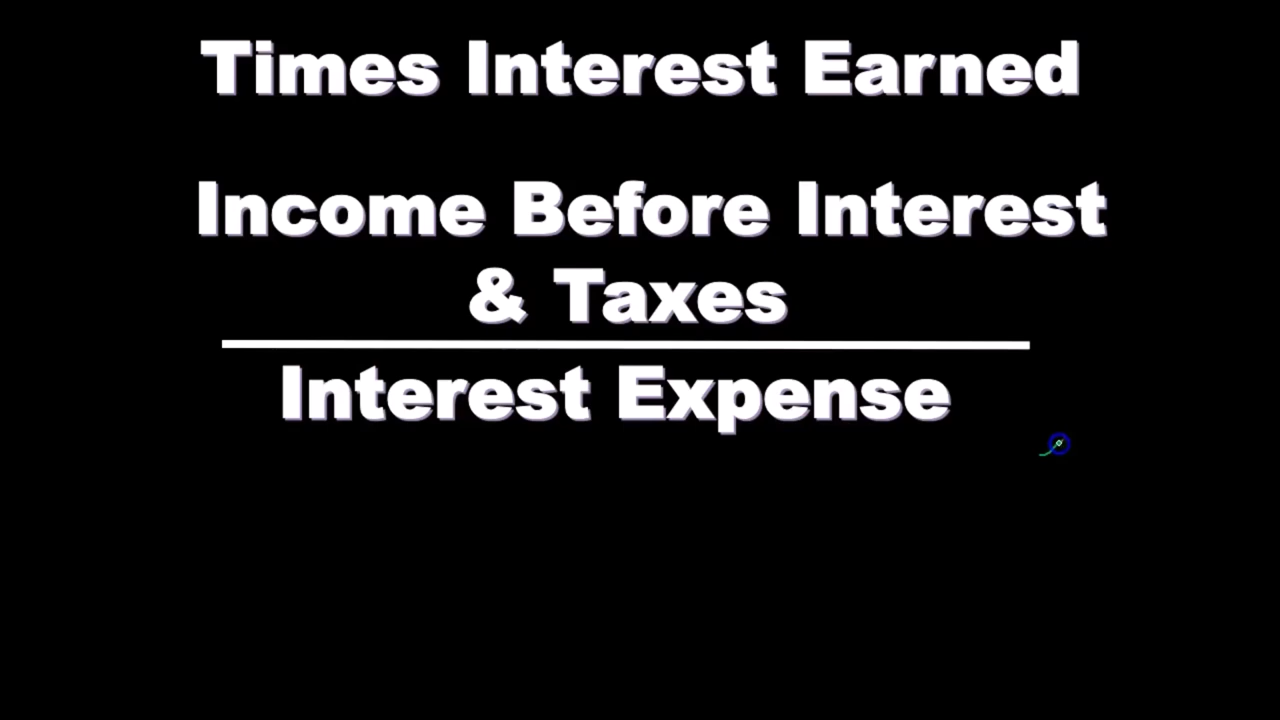 Times Interest Earned
Income Before Interest
& Taxes
Interest Expense